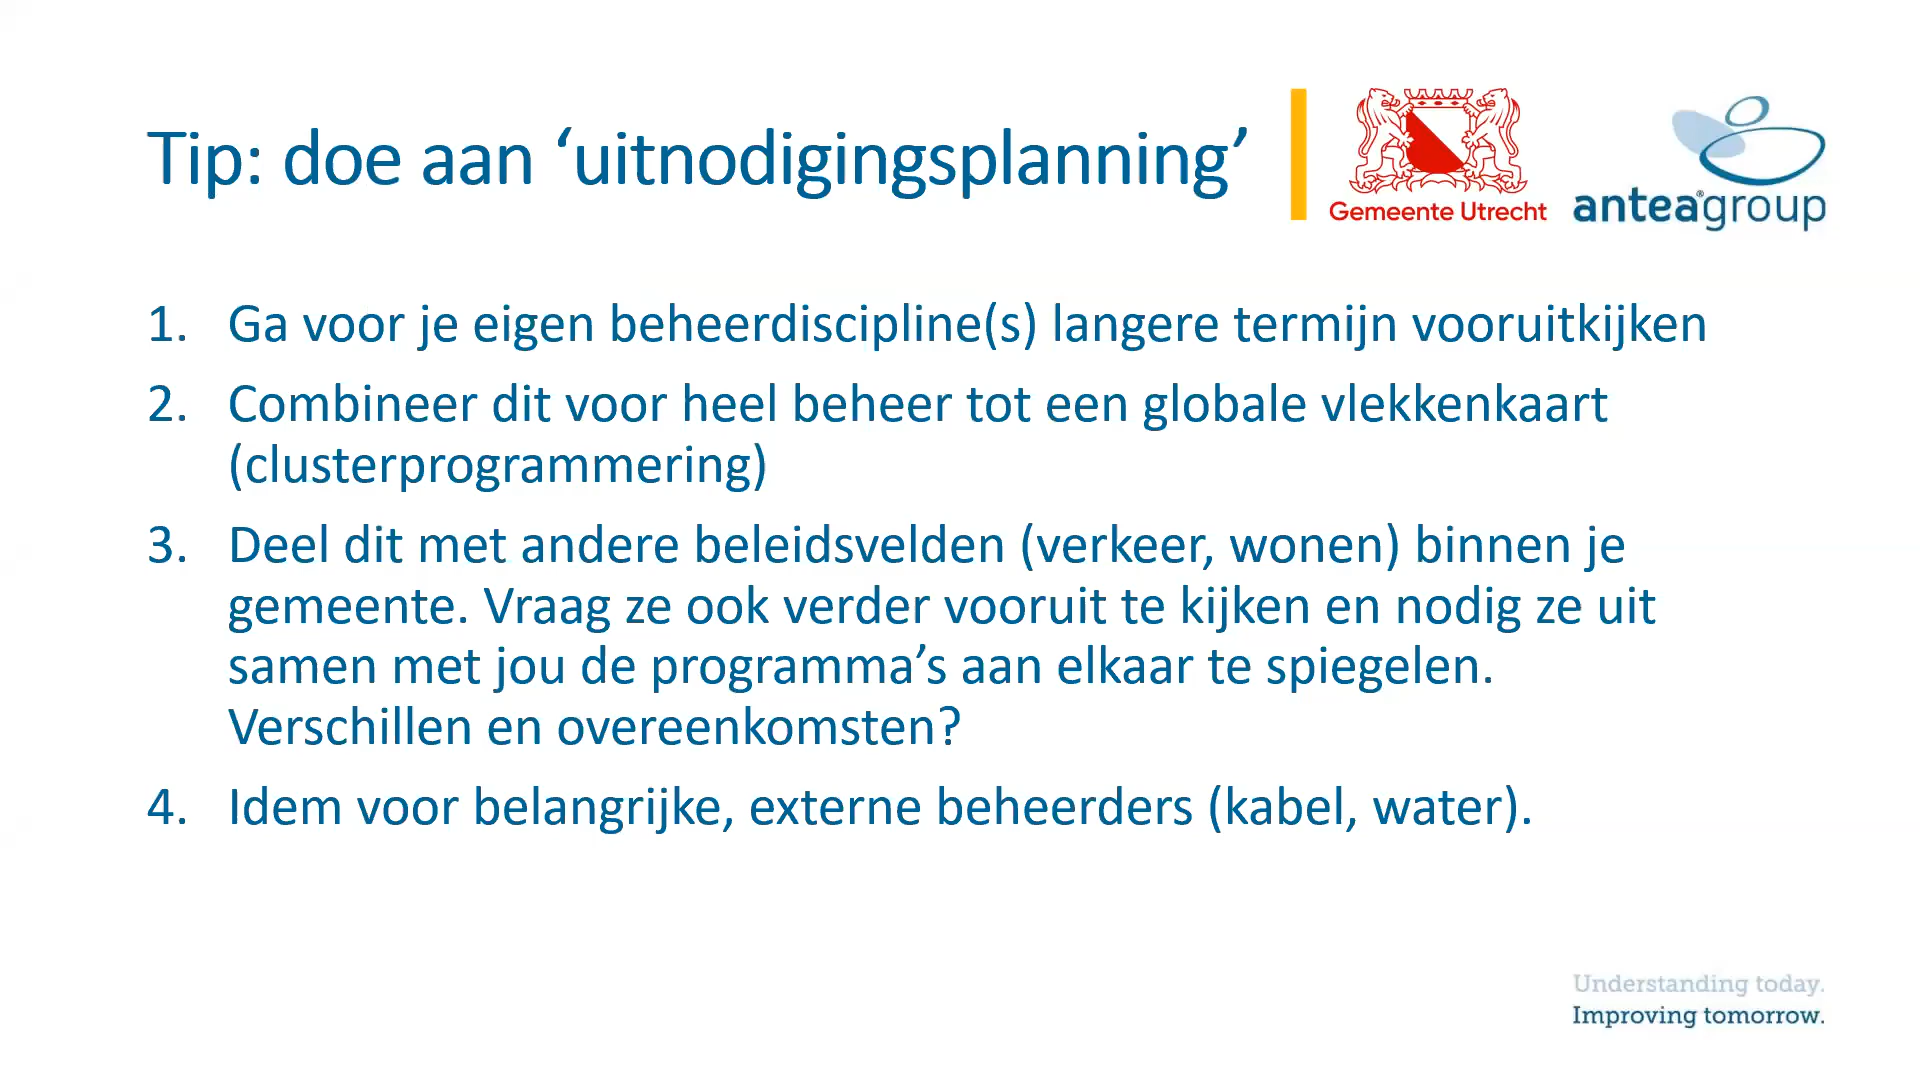 Tip: doe aan ‘uitnodigingsplanning’
Gemeente Utrecht
antea®group
1. Ga voor je eigen beheerdiscipline(s) langere termijn vooruitkijken
2. Combineer dit voor heel beheer tot een globale vlekkenkaart
(clusterprogrammering)
3. Deel dit met andere beleidsvelden (verkeer, wonen) binnen je
gemeente. Vraag ze ook verder vooruit te kijken en nodig ze uit
samen met jou de programma’s aan elkaar te spiegelen.
Verschillen en overeenkomsten?
4. Idem voor belangrijke, externe beheerders (kabel, water).
Understanding today.
Improving tomorrow.